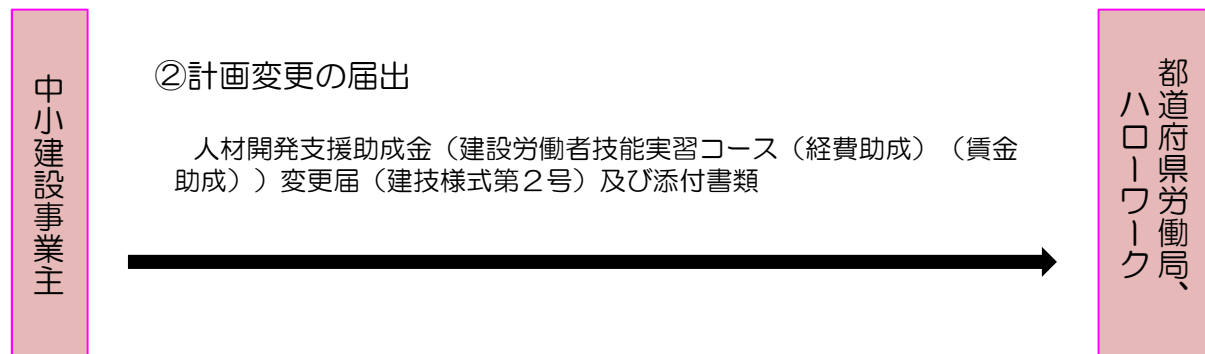 中小建設事業主
②計画変更の届出
人材開発支援助成金（建設労働者技能実習コース（経費助成）（賃金
助成））変更届（建技様式第２号）及び添付書類
都道府県労働局、
ハローワーク